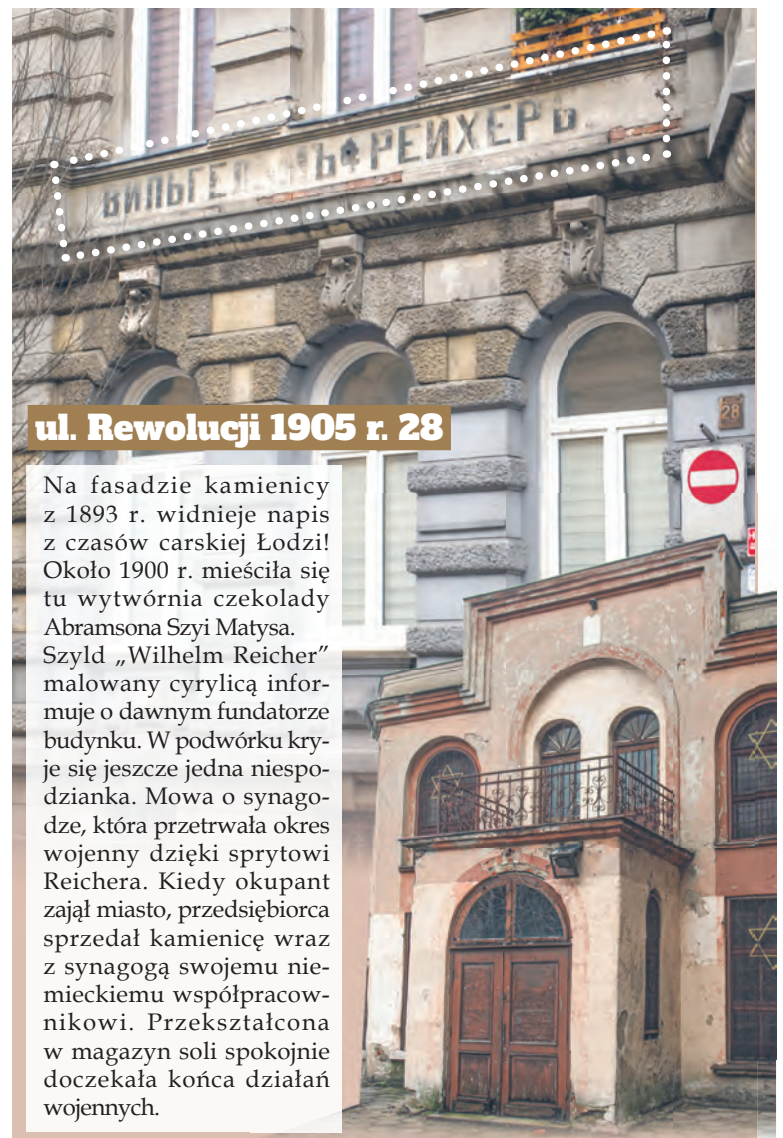 ВИЛЬГЕЛЬМЪ РЕИХЕРЪ
28
ul. Rewolucji 1905 r. 28
Na fasadzie kamienicy
z 1893 r. widnieje napis
z czasów carskiej Łodzi!
Około 1900 r. mieściła się
tu wytwórnia czekolady
Abramsona Szyi Matysa.
Szyld „Wilhelm Reicher”
malowany cyrylicą infor-
muje o dawnym fundatorze
budynku. W podwórku kry-
je się jeszcze jedna niespo-
dzianka. Mowa o synago-
dze, która przetrwała okres
wojenny dzięki sprytowi
Reichera. Kiedy okupant
zajął miasto, przedsiębiorca
sprzedał kamienicę wraz
z synagogą swojemu nie-
mieckiemu współpracow-
nikowi. Przekształcona
w magazyn soli spokojnie
doczekała końca działań
wojennych.